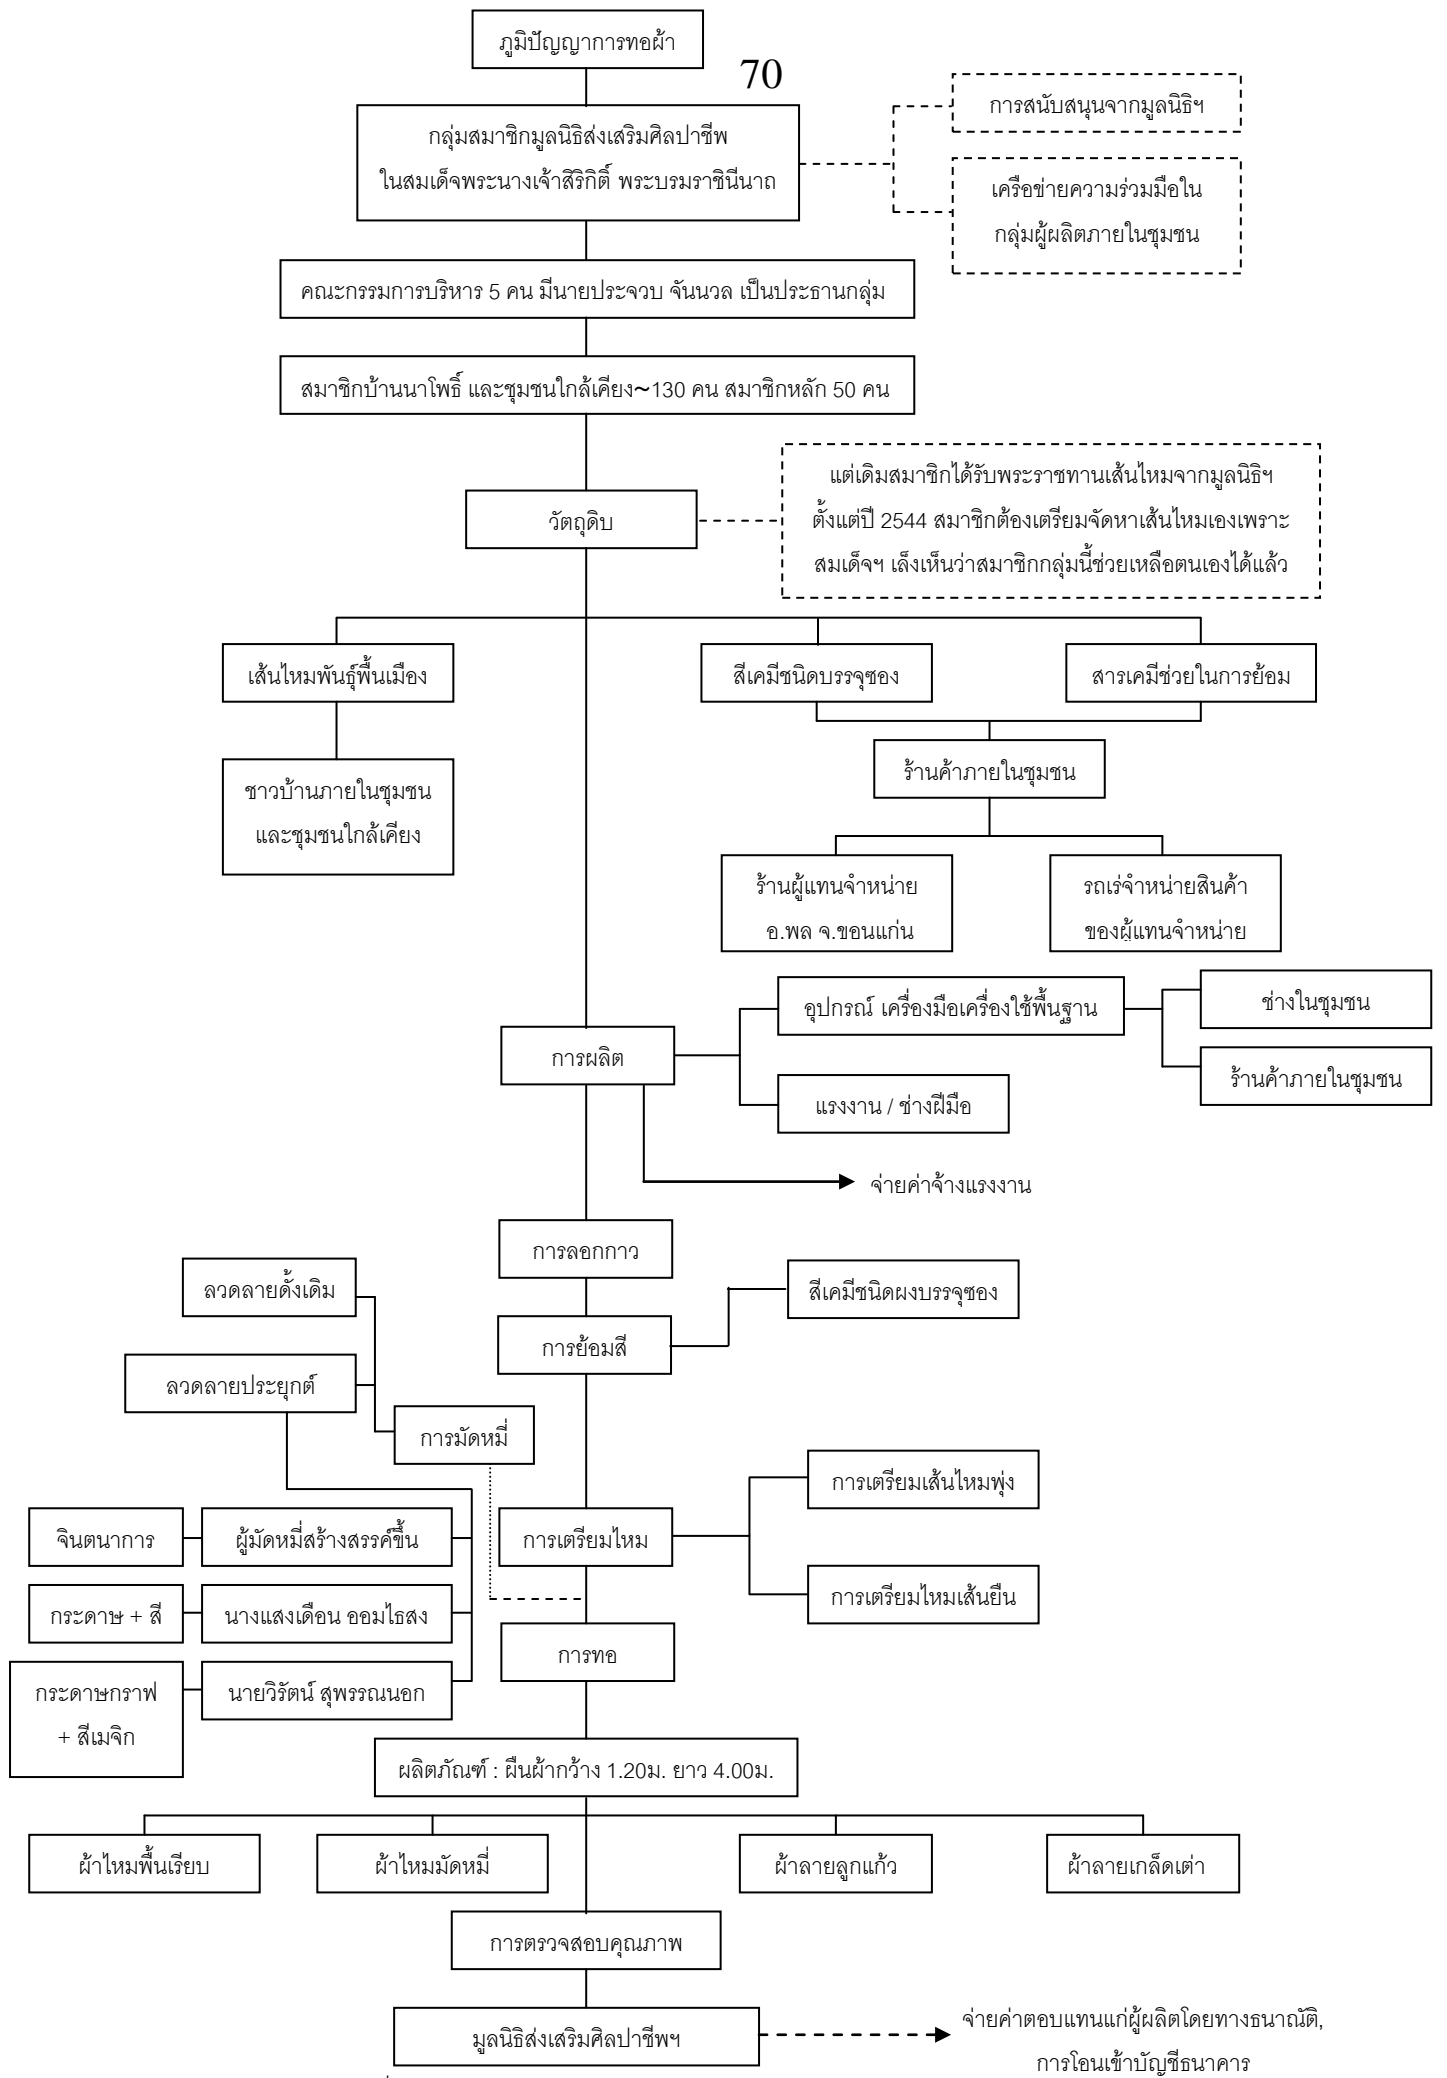 ภูมิปัญญาการทอผ้า
70
กลุ่มสมาชิกมูลนิธิส่งเสริมศิลปาชีพ
ในสมเด็จพระนางเจ้าสิริกิติ์ พระบรมราชินีนาถ
การสนับสนุนจากมูลนิธิฯ
เครือข่ายความร่วมมือใน
กลุ่มผู้ผลิตภายในชุมชน
คณะกรรมการบริหาร 5 คน มีนายประจวบ จันนวล เป็นประธานกลุ่ม
สมาชิกบ้านนาโพธิ์ และชุมชนใกล้เคียง~130 คน สมาชิกหลัก 50 คน
แต่เดิมสมาชิกได้รับพระราชทานเส้นไหมจากมูลนิธิฯ
ตั้งแต่ปี 2544 สมาชิกต้องเตรียมจัดหาเส้นไหมเองเพราะ
สมเด็จฯ เล็งเห็นว่าสมาชิกกลุ่มนี้ช่วยเหลือตนเองได้แล้ว
วัตถุดิบ
เส้นไหมพันธุ์พื้นเมือง
สีเคมีชนิดบรรจุซอง
สารเคมีช่วยในการย้อม
ชาวบ้านภายในชุมชน
และชุมชนใกล้เคียง
ร้านค้าภายในชุมชน
ร้านผู้แทนจำหน่าย
อ.พล จ.ขอนแก่น
รถเร่จำหน่ายสินค้า
ของผู้แทนจำหน่าย
อุปกรณ์ เครื่องมือเครื่องใช้พื้นฐาน
ช่างในชุมชน
การผลิต
ร้านค้าภายในชุมชน
แรงงาน / ช่างฝีมือ
จ่ายค่าจ้างแรงงาน
การลอกกาว
ลวดลายดั้งเดิม
สีเคมีชนิดผงบรรจุซอง
การย้อมสี
ลวดลายประยุกต์
การมัดหมี่
การเตรียมเส้นไหมพุ่ง
จินตนาการ
ผู้มัดหมี่สร้างสรรค์ขึ้น
การเตรียมไหม
กระดาษ + สี
นางแสงเดือน ออมไธสง
การเตรียมไหมเส้นยืน
การทอ
กระดาษกราฟ
+ สีเมจิก
นายวิรัตน์ สุพรรณนอก
ผลิตภัณฑ์ : ผืนผ้ากว้าง 1.20ม. ยาว 4.00ม.
ผ้าไหมพื้นเรียบ
ผ้าไหมมัดหมี่
ผ้าลายลูกแก้ว
ผ้าลายเกล็ดเต่า
การตรวจสอบคุณภาพ
มูลนิธิส่งเสริมศิลปาชีพฯ
จ่ายค่าตอบแทนแก่ผู้ผลิตโดยทางธนาณัติ,
การโอนเข้าบัญชีธนาคาร